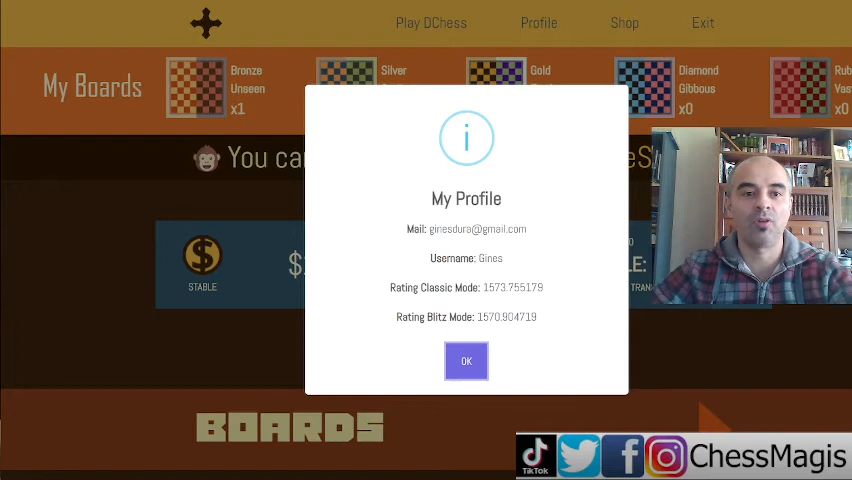 Play DChess Profile Shop Exit
My Boards
Bronze
Unseen
x1
Silver
Gold
Diamond
Gibbous
x0
x0
You can
STABLE
My Profile
Mail: ginesdura@gmail.com
Username: Gines
Rating Classic Mode: 1573.755179
Rating Blitz Mode: 1570.904719
OK
BOARDS
TikTok
ChessMagis